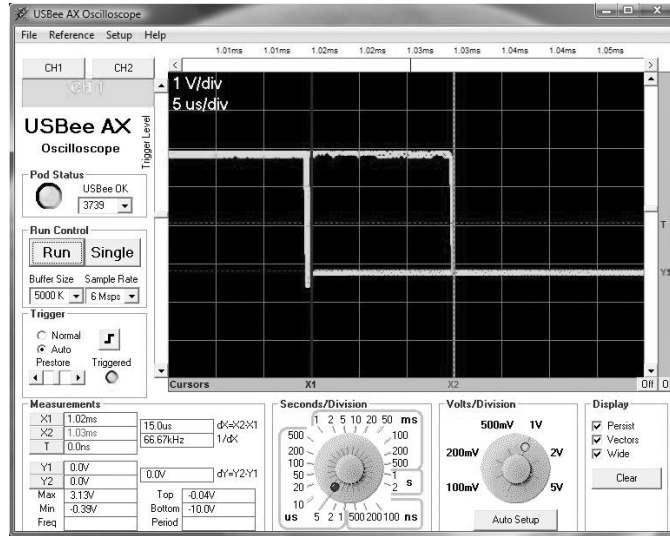 USBee AX Oscilloscope
File Reference Setup Help
1.01ms 1.01ms 1.02ms 1.02ms 1.03ms 1.03ms 1.04ms 1.04ms 1.05ms
CH1 CH2
CH 1
1 V/div
5 us/div
USBee AX
Oscilloscope
Trigger Level
Pod Status
USBee OK
3739
Run Control
Run Single
Buffer Size Sample Rate
5000 K 6 Msps
Trigger
Normal
Auto
Prestore Triggered
T
Y1
Cursors X1 X2 Off
Measurements
X1 1.02ms
X2 1.03ms
T 0.0ns
15.0us dX=X2-X1
66.67kHz 1/dX
Y1 0.0V
Y2 0.0V
0.0V dY=Y2-Y1
Max 3.13V Top -0.04V
Min -0.39V Bottom -10.0V
Freq Period
Seconds/Division
1 2 5 10 20 50 ms
500 200 100 50 20 10
us 5 2 1
100 200 500
1 2 s
500 200 100 ns
Volts/Division
500mV 1V
200mV 2V
100mV 5V
Auto Setup
Display
Persist
Vectors
Wide
Clear